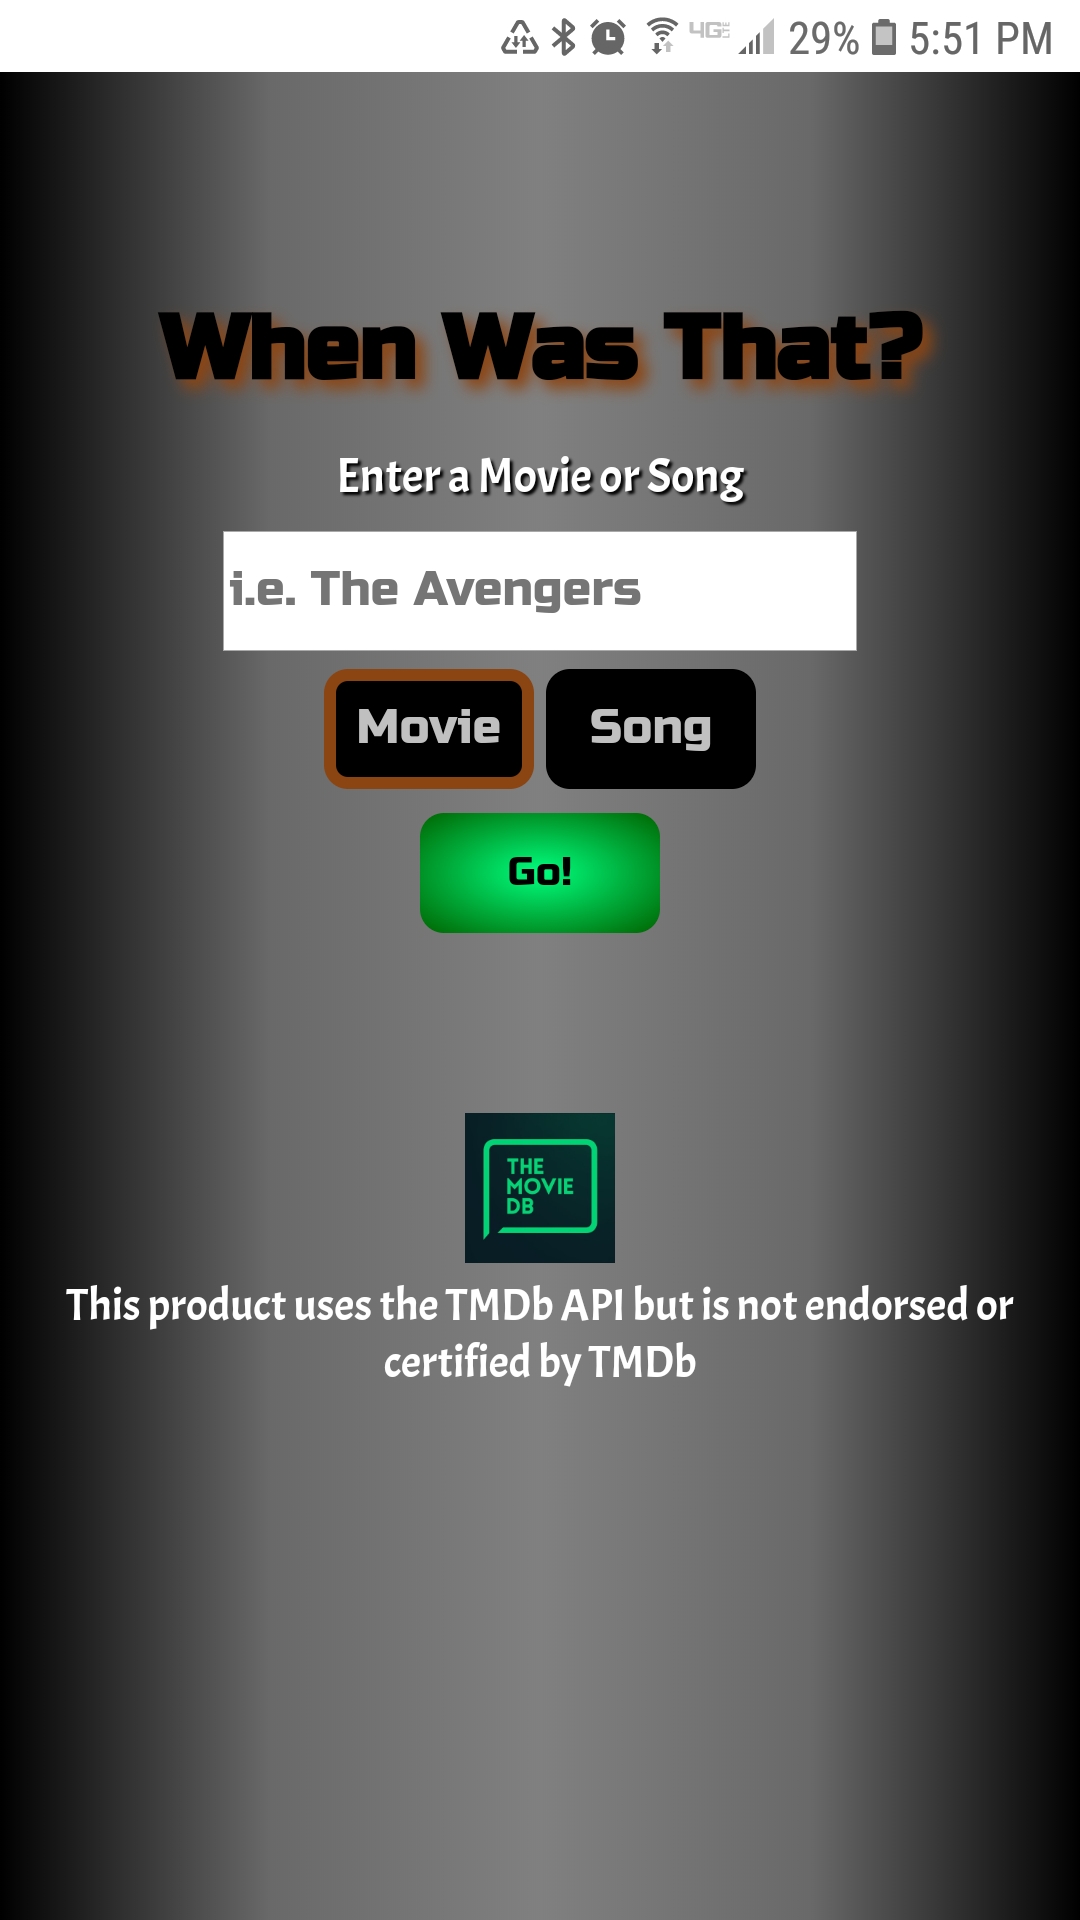 4G LTE 29% 5:51 PM
When Was That?
Enter a Movie or Song
i.e. The Avengers
Movie Song
Go!
THE
MOVIE
DB
This product uses the TMDb API but is not endorsed or
certified by TMDb